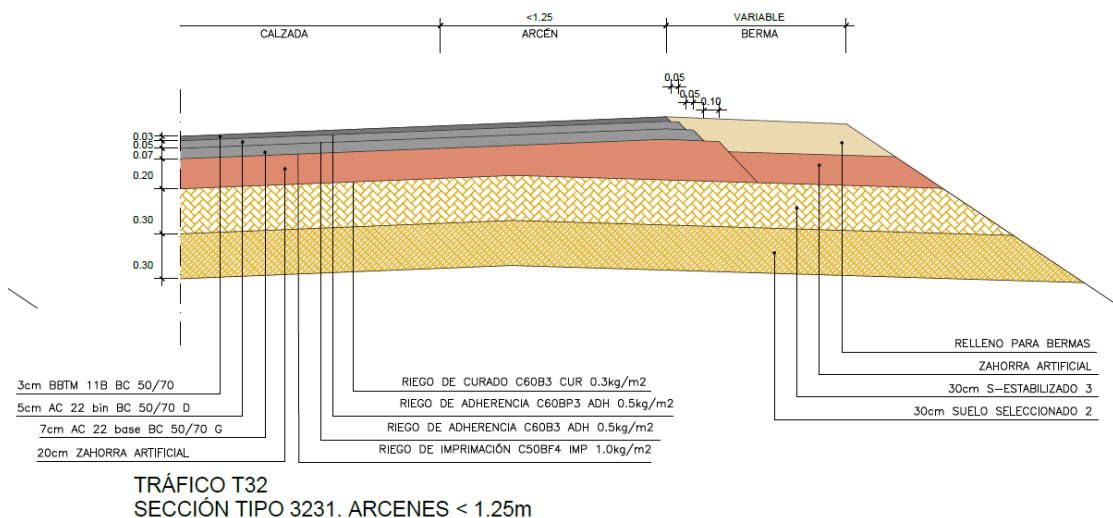 <1.25
VARIABLE
CALZADA
ARCÉN
BERMA
0.05
0.05
0.10
0.03
0.05
0.07
0.20
0.30
0.30
RELLENO PARA BERMAS
ZAHORRA ARTIFICIAL
30cm S-ESTABILIZADO 3
30cm SUELO SELECCIONADO 2
3cm BBTM 11B BC 50/70
5cm AC 22 bin BC 50/70 D
7cm AC 22 base BC 50/70 G
20cm ZAHORRA ARTIFICIAL
RIEGO DE CURADO C60B3 CUR 0.3kg/m2
RIEGO DE ADHERENCIA C60BP3 ADH 0.5kg/m2
RIEGO DE ADHERENCIA C60B3 ADH 0.5kg/m2
RIEGO DE IMPRIMACIÓN C50BF4 IMP 1.0kg/m2
TRÁFICO T32
SECCIÓN TIPO 3231. ARCENES < 1.25m